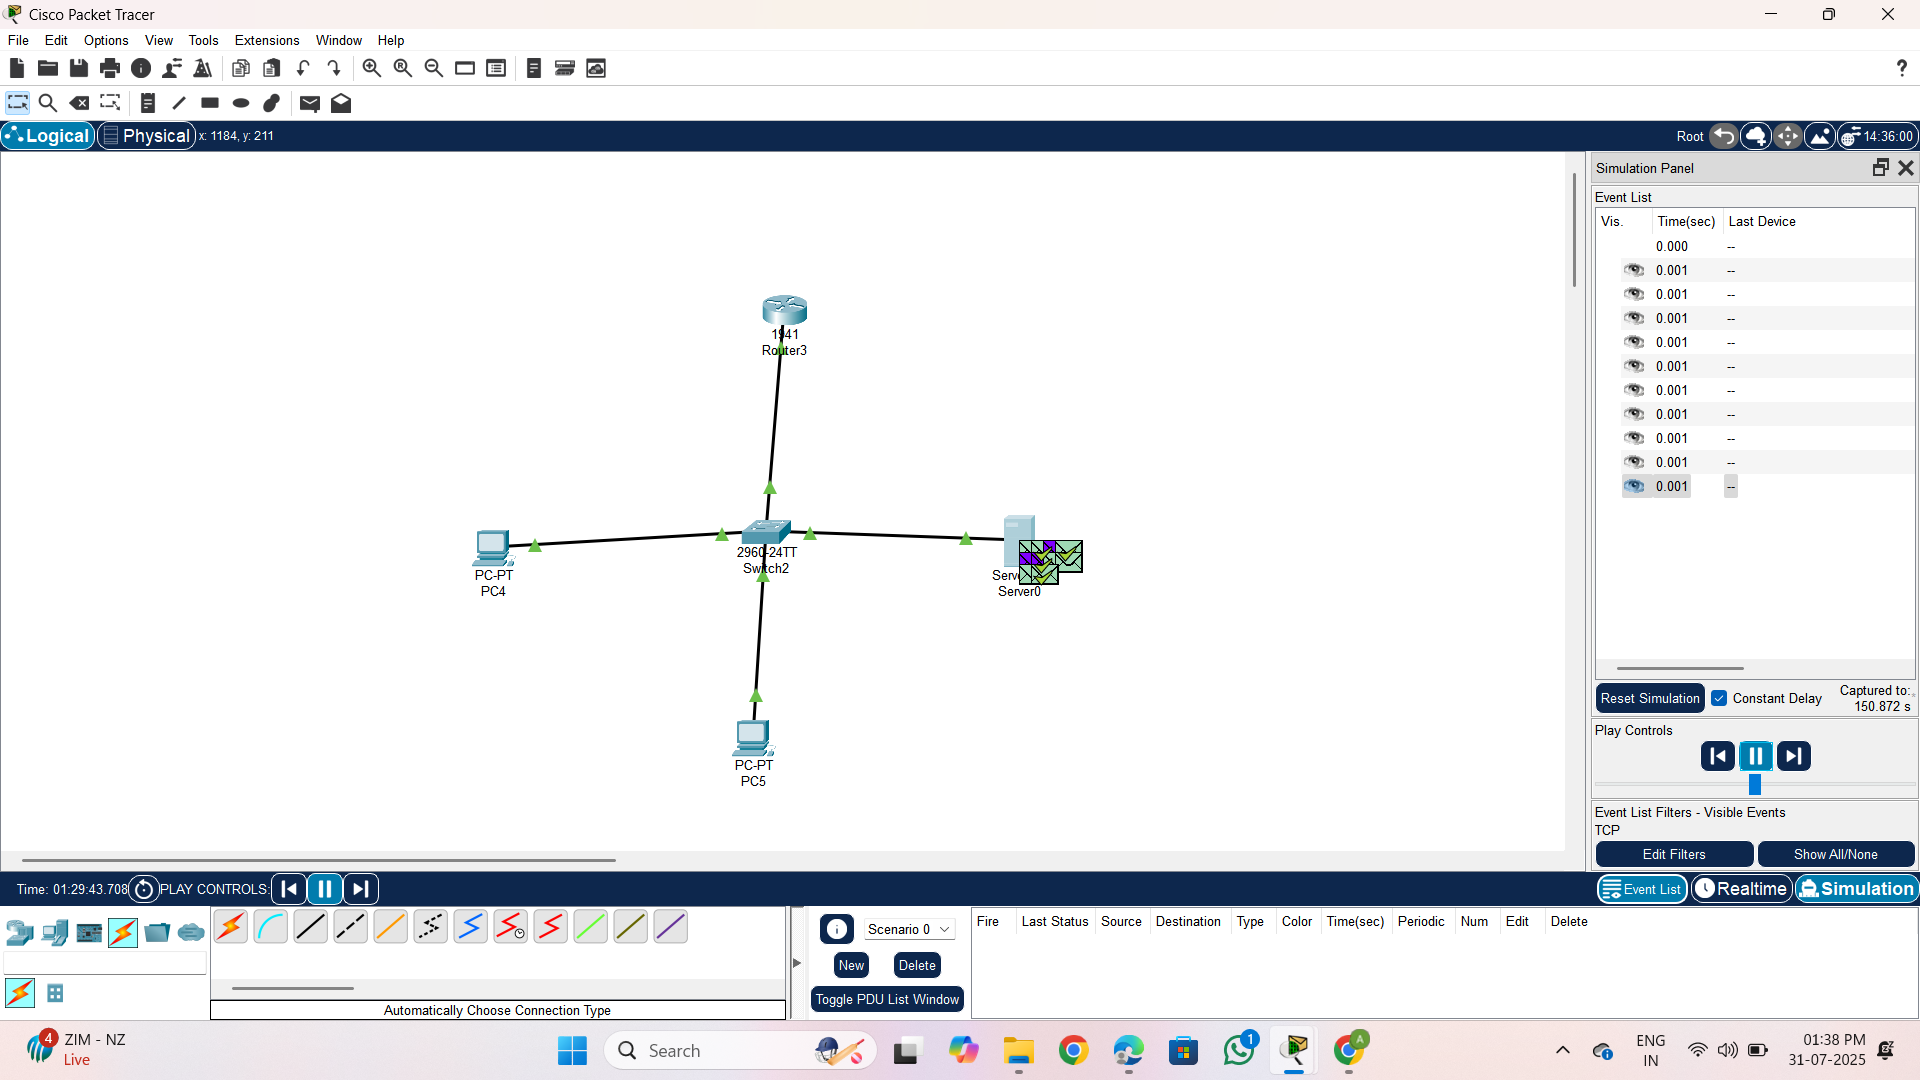 Cisco Packet Tracer
File Edit Options View Tools Extensions Window Help
?
Logical Physical x: 1184, y: 211 Root 14:36:00
Simulation Panel
Event List
Vis. Time(sec) Last Device
0.000 --
0.001 --
0.001 --
0.001 --
0.001 --
0.001 --
0.001 --
0.001 --
0.001 --
0.001 --
0.001 --
1941
Router3
2960-24TT
Switch2
PC-PT
PC4
Server0
PC-PT
PC5
Reset Simulation Constant Delay Captured to:
150.872 s
Play Controls
Event List Filters - Visible Events
TCP
Edit Filters Show All/None
Time: 01:29:43.708 PLAY CONTROLS: Event List Realtime Simulation
Scenario 0
New Delete
Toggle PDU List Window
Fire Last Status Source Destination Type Color Time(sec) Periodic Num Edit Delete
Automatically Choose Connection Type
4 ZIM - NZ
Live
Search
1
A
ENG
IN
01:38 PM
31-07-2025